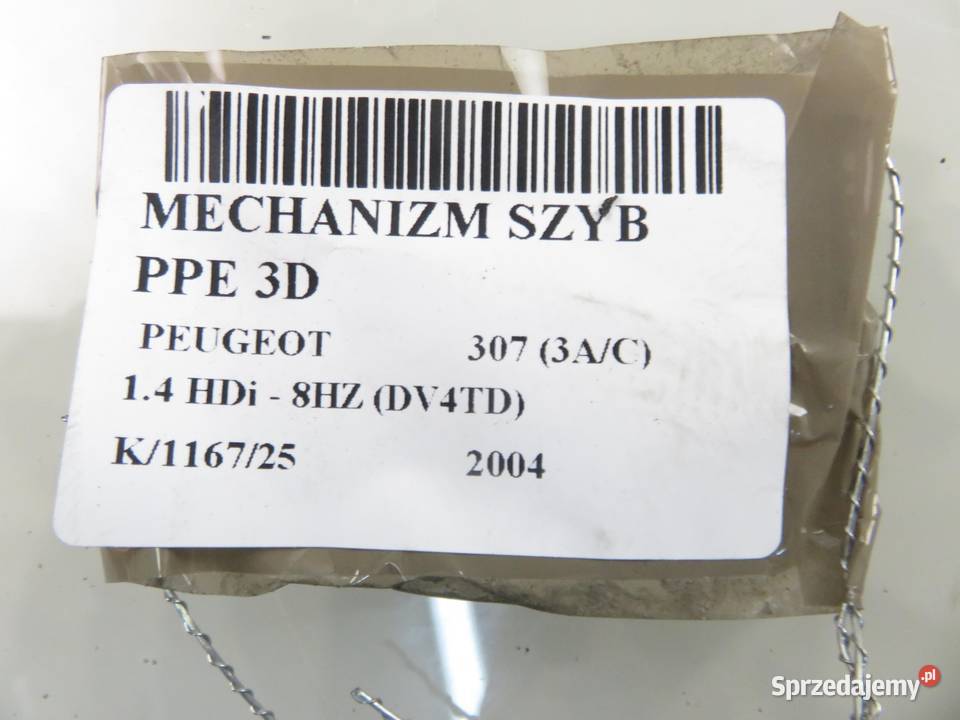 MECHANIZM SZYB
PPE 3D
PEUGEOT 307 (3A/C)
1.4 HDi - 8HZ (DV4TD)
K/1167/25 2004
Sprzedajemy.pl